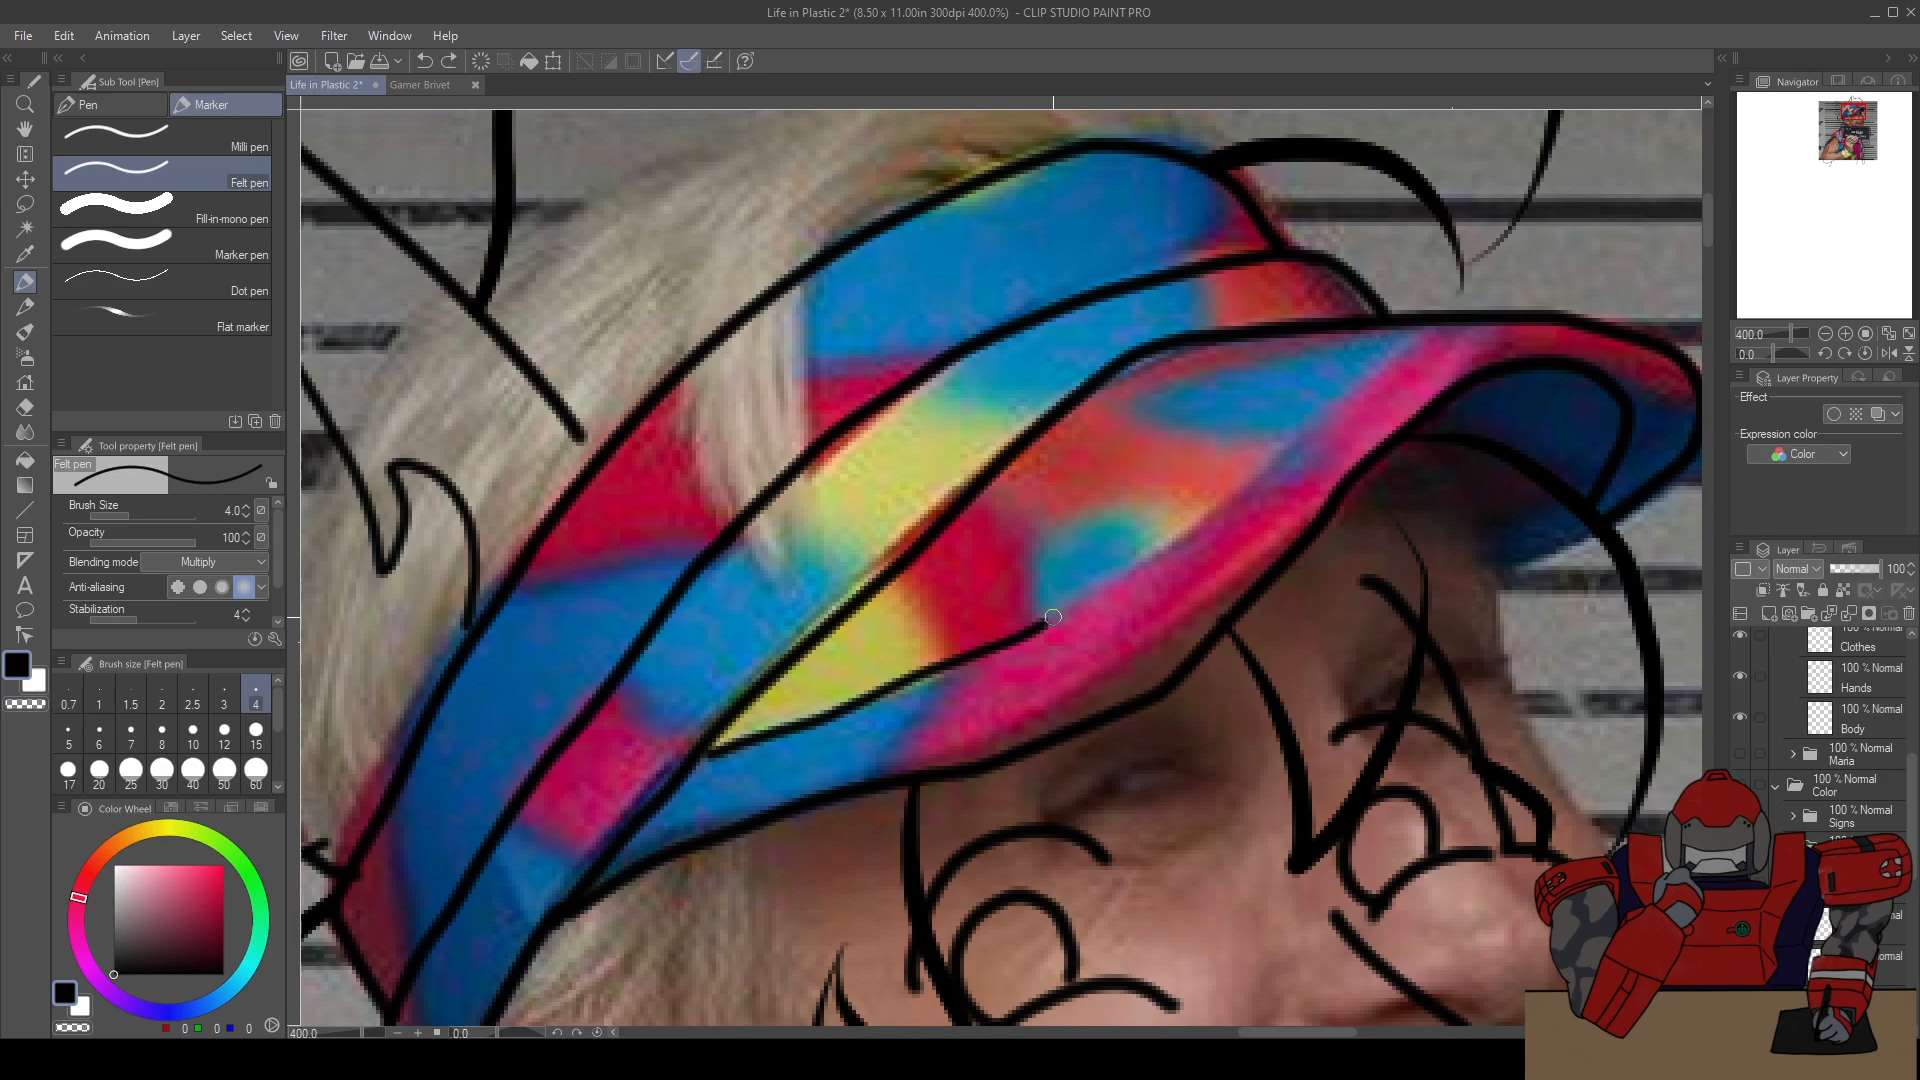 Life in Plastic 2* (8.50 x 11.00in 300dpi 400.0%) - CLIP STUDIO PAINT PRO
File Edit Animation Layer Select View Filter Window Help
Sub Tool [Pen]
Life in Plastic 2*
Gamer Brivet
Navigator
Pen
Marker
Milli pen
Felt pen
Fill-in-mono pen
Marker pen
Dot pen
Flat marker
Tool property [Felt pen]
Felt pen
Brush Size 4.0
Opacity 100
Blending mode Multiply
Anti-aliasing
Stabilization 4
Brush size [Felt pen]
0.7 1 1.5 2 2.5 3 4
5 6 7 8 10 12 15
17 20 25 30 40 50 60
Color Wheel
0 0 0
400.0 0.0
400.0
0.0
Layer Property
Effect
Expression color
Color
Layer
Normal 100
Clothes
100 % Normal
Hands
100 % Normal
Body
100 % Normal
Maria
100 % Normal
Color
100 % Normal
Signs